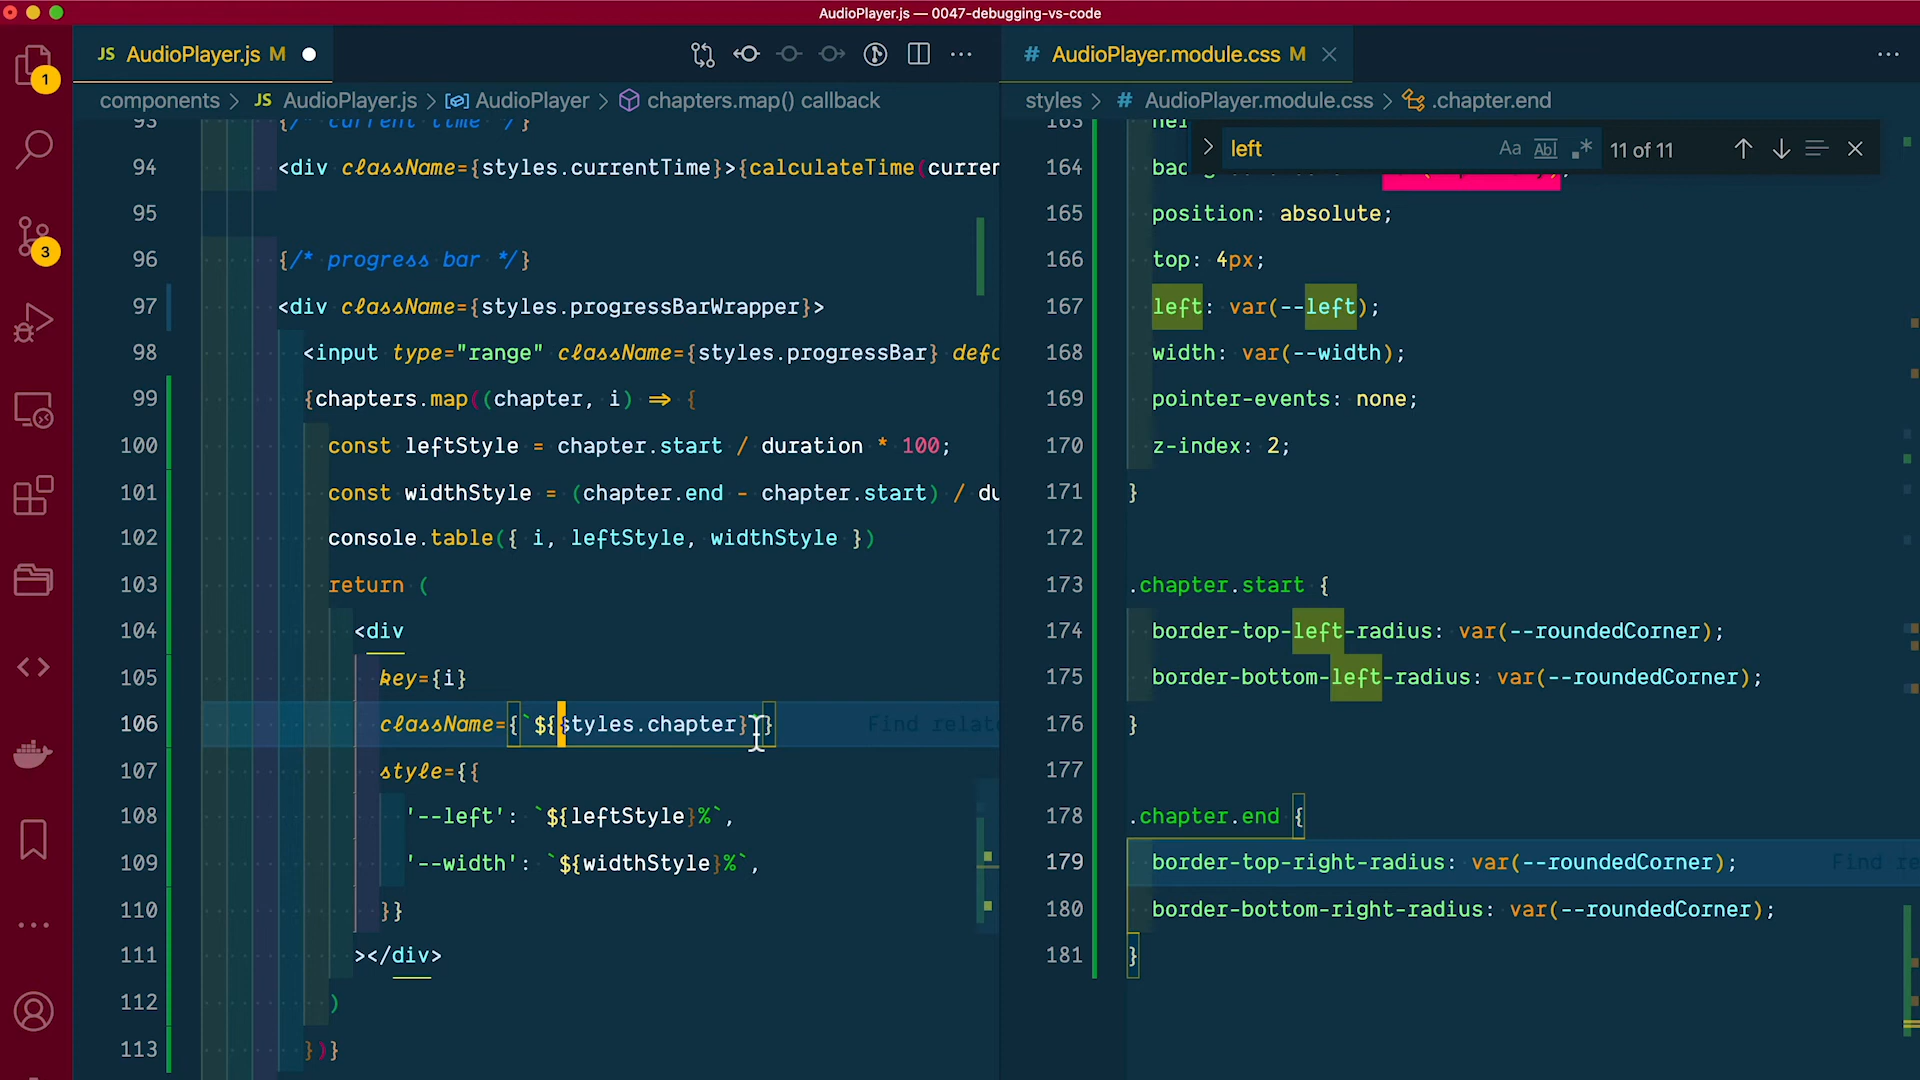 AudioPlayer.js — 0047-debugging-vs-code
JS AudioPlayer.js M
# AudioPlayer.module.css M
components > JS AudioPlayer.js > AudioPlayer > chapters.map() callback
styles > # AudioPlayer.module.css > .chapter.end
1
3
93 {/* current time */}
94 <div className={styles.currentTime}>{calculateTime(curren
95
96 {/* progress bar */}
97 <div className={styles.progressBarWrapper}>
98 <input type="range" className={styles.progressBar} defa
99 {chapters.map((chapter, i) => {
100 const leftStyle = chapter.start / duration * 100;
101 const widthStyle = (chapter.end - chapter.start) / du
102 console.table({ i, leftStyle, widthStyle })
103 return (
104 <div
105 key={i}
106 className={`${styles.chapter}`} Find relate
107 style={{
108 '--left': `${leftStyle}%`,
109 '--width': `${widthStyle}%`,
110 }}
111 ></div>
112 )
113 })}
left
Aa Abl .* 11 of 11
163
164
165 position: absolute;
166 top: 4px;
167 left: var(--left);
168 width: var(--width);
169 pointer-events: none;
170 z-index: 2;
171 }
172
173 .chapter.start {
174 border-top-left-radius: var(--roundedCorner);
175 border-bottom-left-radius: var(--roundedCorner);
176 }
177
178 .chapter.end {
179 border-top-right-radius: var(--roundedCorner); Find re
180 border-bottom-right-radius: var(--roundedCorner);
181 }